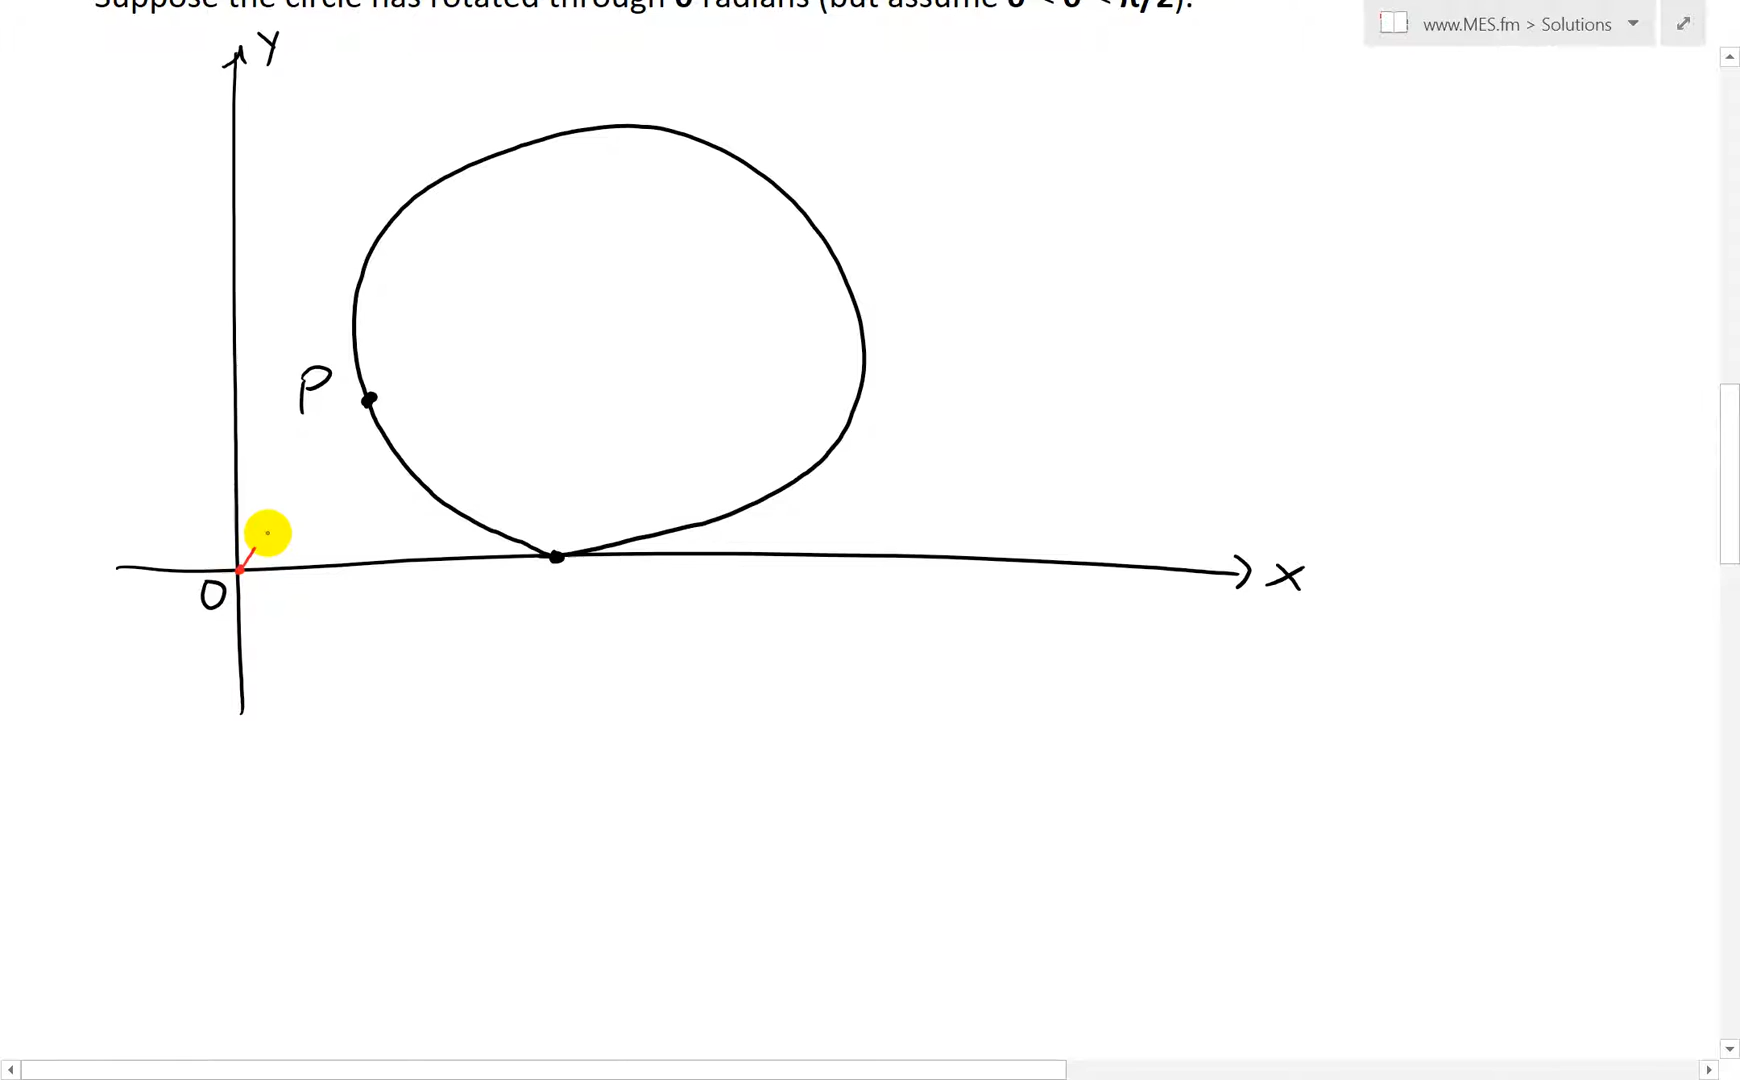 Suppose the circle has rotated through θ radians (but assume 0 < θ < π/2).
www.MES.fm > Solutions
Y
P
O
X